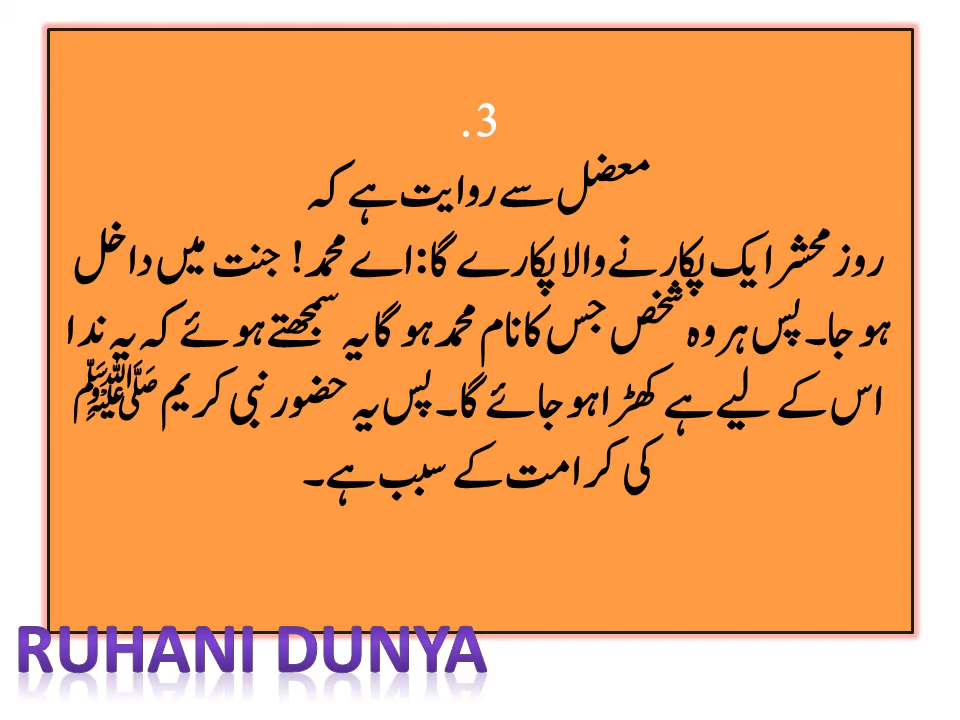 3.
معضل سے روایت ہے کہ
روز محشر ایک پکارنے والا پکارے گا: اے محمد! جنت میں داخل
ہو جا۔ پس ہر وہ شخص جس کا نام محمد ہو گا یہ سمجھتے ہوئے کہ یہ ندا
اس کے لیے ہے کھڑا ہو جائے گا۔ پس یہ حضور نبی کریم ﷺ
کی کرامت کے سبب ہے۔
RUHANI DUNYA